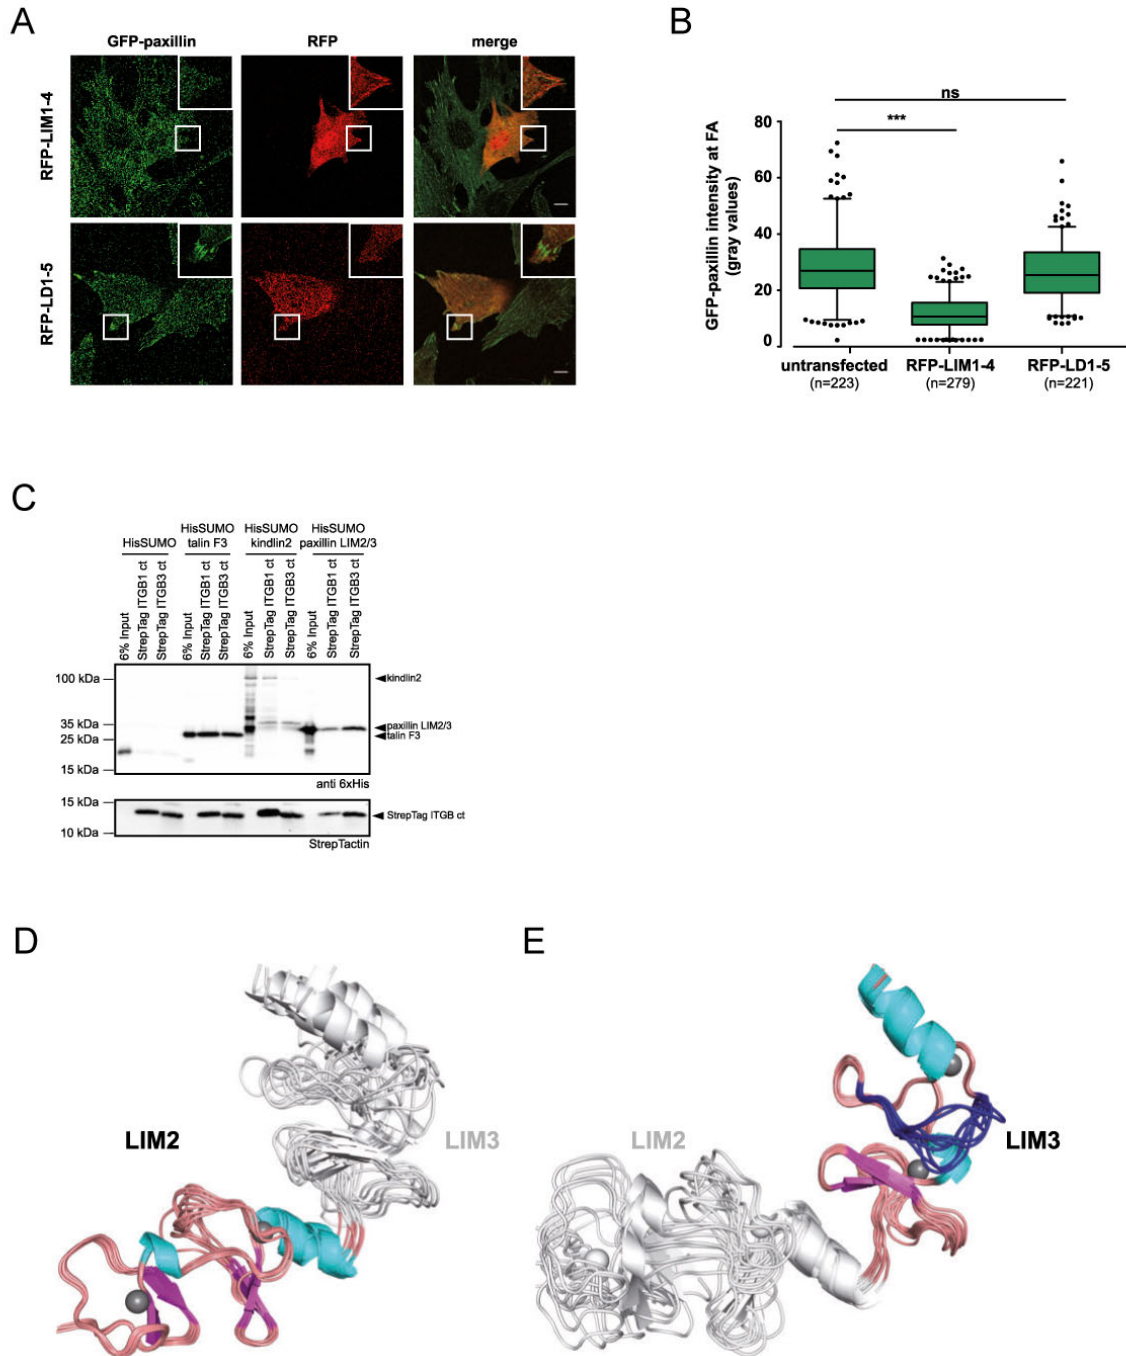 A
GFP-paxillin RFP merge
RFP-LIM1-4
RFP-LD1-5
B
ns
***
80
60
40
20
0
GFP-paxillin intensity at FA
(gray values)
untransfected RFP-LIM1-4 RFP-LD1-5
(n=223) (n=279) (n=221)
C
HisSUMO HisSUMO HisSUMO
HisSUMO talin F3 kindlin2 paxillin LIM2/3
6% Input
StrepTag ITGB1 ct
StrepTag ITGB3 ct
6% Input
StrepTag ITGB1 ct
StrepTag ITGB3 ct
6% Input
StrepTag ITGB1 ct
StrepTag ITGB3 ct
6% Input
StrepTag ITGB1 ct
StrepTag ITGB3 ct
100 kDa
kindlin2
35 kDa
paxillin LIM2/3
25 kDa
talin F3
15 kDa
anti 6xHis
15 kDa
StrepTag ITGB ct
10 kDa
StrepTactin
D
LIM2
LIM3
E
LIM2
LIM3